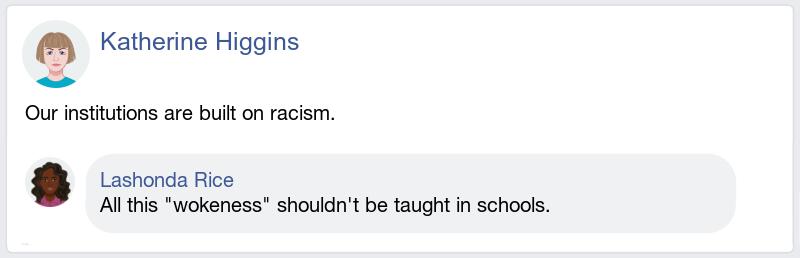 Katherine Higgins
Our institutions are built on racism.
Lashonda Rice
All this "wokeness" shouldn't be taught in schools.